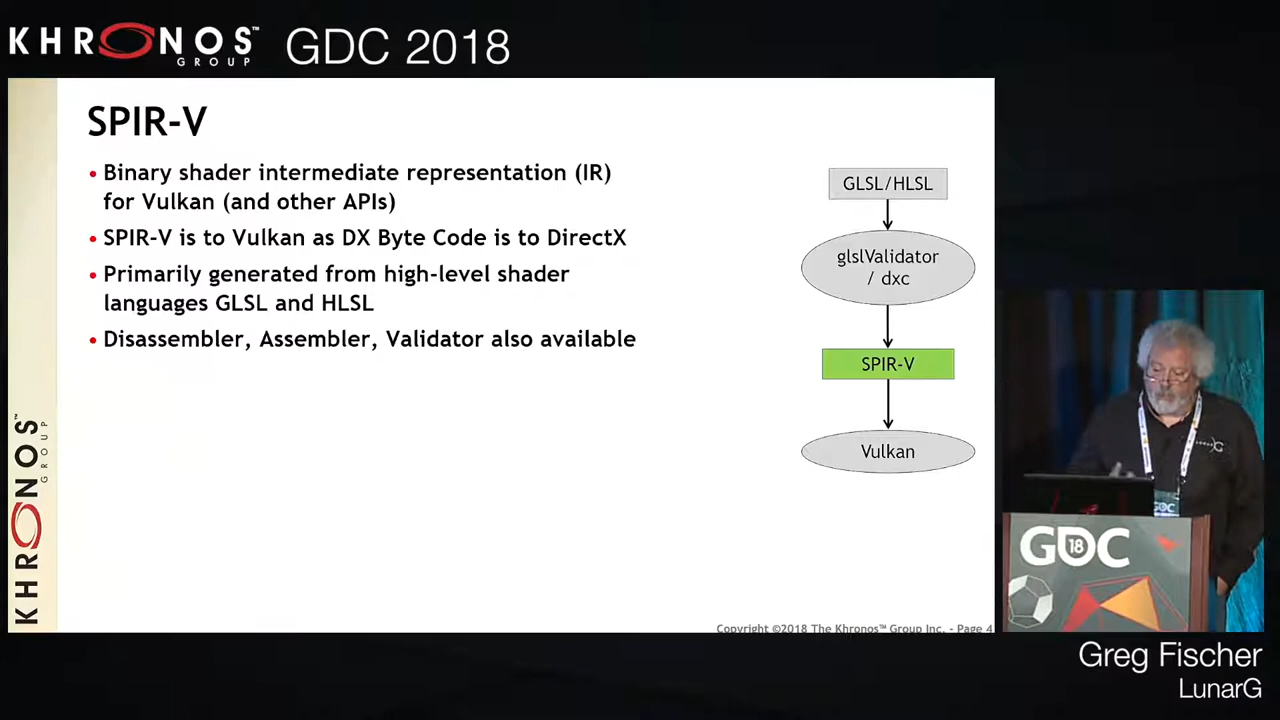 KHRONOS™ GDC 2018
GROUP
SPIR-V
• Binary shader intermediate representation (IR)
for Vulkan (and other APIs)
• SPIR-V is to Vulkan as DX Byte Code is to DirectX
• Primarily generated from high-level shader
languages GLSL and HLSL
• Disassembler, Assembler, Validator also available
GLSL/HLSL
glslValidator
/ dxc
SPIR-V
Vulkan
KHRONOS™
GROUP
Copyright ©2018 The Khronos™ Group Inc. - Page 4
GDC
GDC
18
Greg Fischer
LunarG